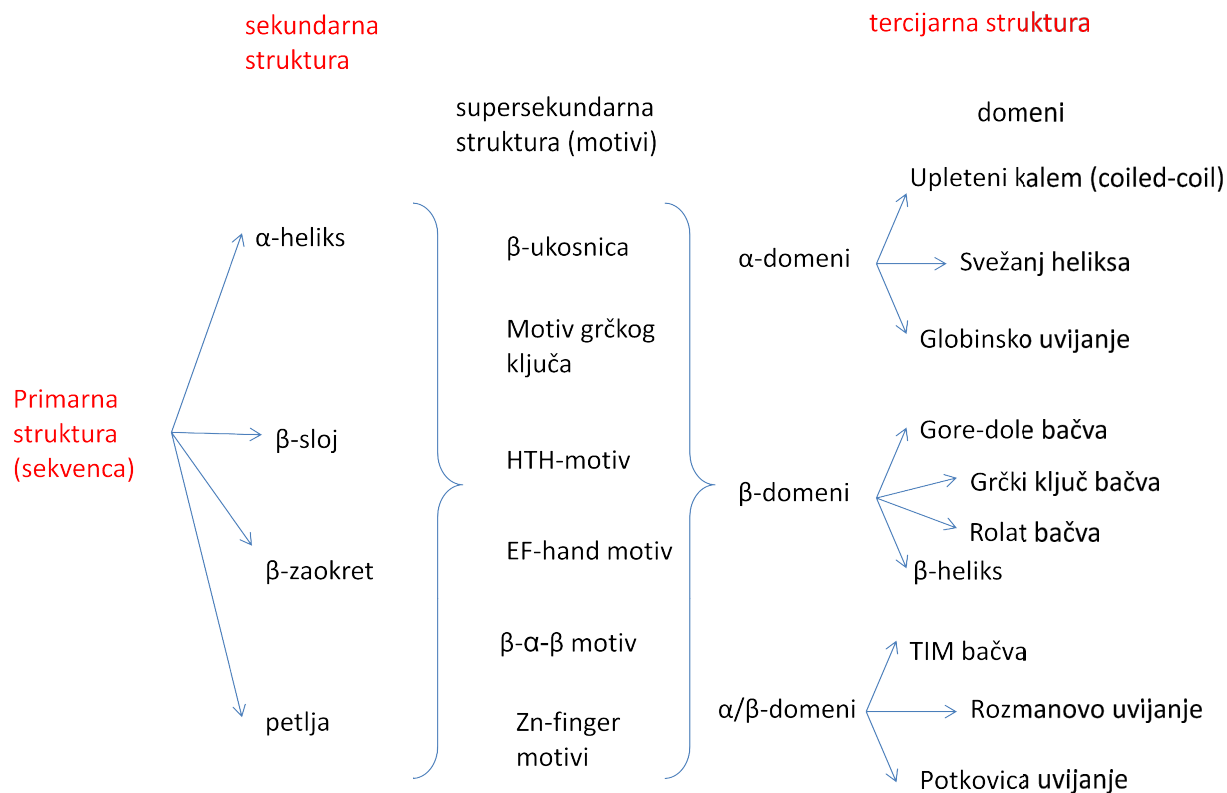 sekundarna
struktura
tercijarna struktura
supersekundarna
struktura (motivi)
domeni
Primarna
struktura
(sekvenca)
α-heliks
β-sloj
β-zaokret
petlja
β-ukosnica
Motiv grčkog
ključa
HTH-motiv
EF-hand motiv
β-α-β motiv
Zn-finger
motivi
α-domeni
Upleteni kalem (coiled-coil)
Svežanj heliksa
Globinsko uvijanje
β-domeni
Gore-dole bačva
Grčki ključ bačva
Rolat bačva
β-heliks
α/β-domeni
TIM bačva
Rozmanovo uvijanje
Potkovica uvijanje